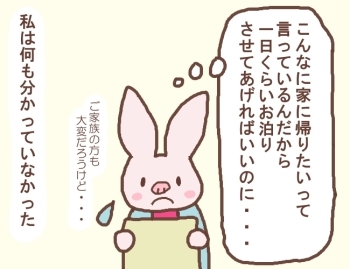 こんなに家に帰りたいって
言っているんだから
一日くらいお泊り
させてあげればいいのに・・・・
ご家族の方も
大変だろうけど・・・
私は何も分かっていなかった